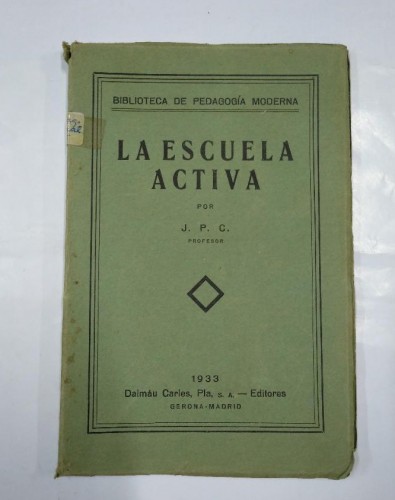 BIBLIOTECA DE PEDAGOGÍA MODERNA
LA ESCUELA
ACTIVA
POR
J. P. C.
PROFESOR
1933
Dalmáu Carles, Pla, S. A. — Editores
GERONA-MADRID